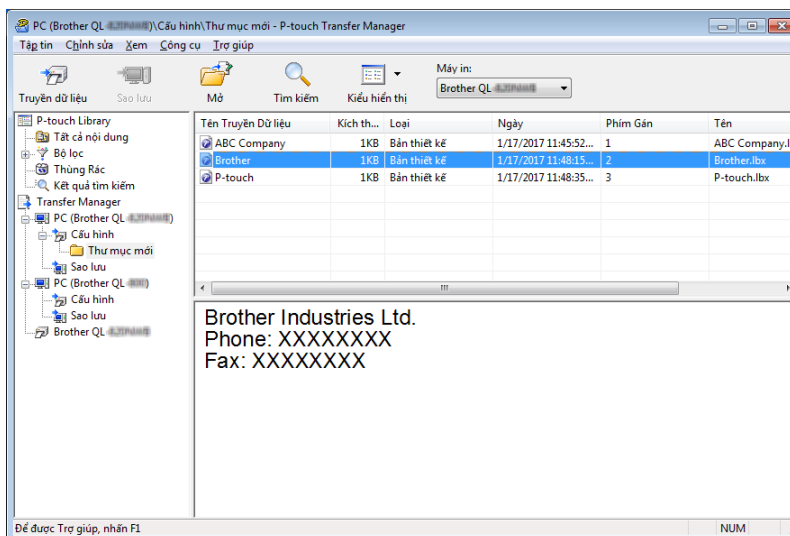 PC (Brother QL )\Cấu hình\Thư mục mới - P-touch Transfer Manager
Tập tin Chỉnh sửa Xem Công cụ Trợ giúp
Máy in:
Brother QL
Truyền dữ liệu Sao lưu Mở Tìm kiếm Kiểu hiển thị
P-touch Library
Tất cả nội dung
Bộ lọc
Thùng Rác
Kết quả tìm kiếm
Transfer Manager
PC (Brother QL )
Cấu hình
Thư mục mới
Sao lưu
PC (Brother QL )
Cấu hình
Sao lưu
Brother QL
Tên Truyền Dữ liệu Kích th... Loại Ngày Phím Gán Tên
ABC Company 1KB Bản thiết kế 1/17/2017 11:45:52... 1 ABC Company.l
Brother 1KB Bản thiết kế 1/17/2017 11:48:15... 2 Brother.lbx
P-touch 1KB Bản thiết kế 1/17/2017 11:48:35... 3 P-touch.lbx
Brother Industries Ltd.
Phone: XXXXXXXX
Fax: XXXXXXXX
Để được Trợ giúp, nhấn F1
NUM